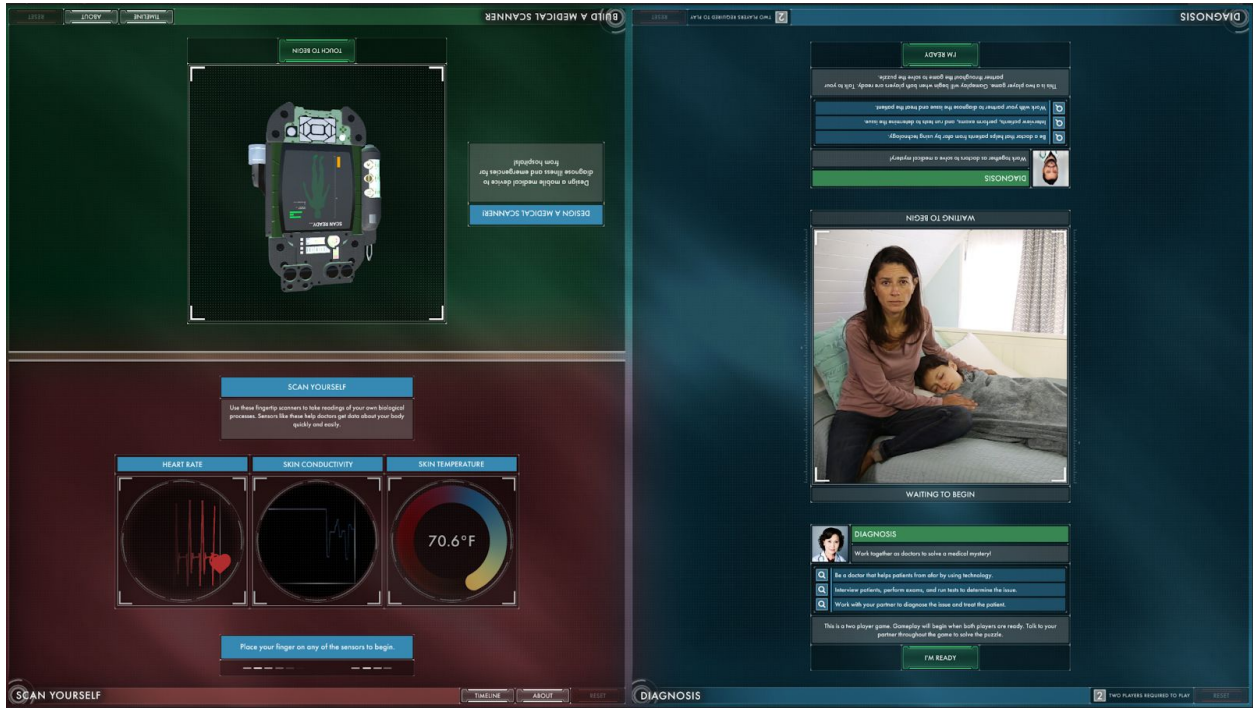 SCAN YOURSELF
Use these fingertip scanners to take readings of your own biological
processes. Sensors like these help doctors get data about your body
quickly and easily.
HEART RATE
SKIN CONDUCTIVITY
SKIN TEMPERATURE
70.6°F
Place your finger on any of the sensors to begin.
SCAN YOURSELF
TIMELINE
ABOUT
RESET
BUILD A MEDICAL SCANNER
TIMELINE
ABOUT
RESET
DESIGN A MEDICAL SCANNER!
Design a mobile medical device to
diagnose illness and emergencies far
from hospitals!
SCAN READY...
TOUCH TO BEGIN
DIAGNOSIS
2 TWO PLAYERS REQUIRED TO PLAY
RESET
WAITING TO BEGIN
DIAGNOSIS
Work together as doctors to solve a medical mystery!
Be a doctor that helps patients from afar by using technology.
Interview patients, perform exams, and run tests to determine the issue.
Work with your partner to diagnose the issue and treat the patient.
This is a two player game. Gameplay will begin when both players are ready. Talk to your
partner throughout the game to solve the puzzle.
I'M READY
WAITING TO BEGIN
DIAGNOSIS
Work together as doctors to solve a medical mystery!
Be a doctor that helps patients from afar by using technology.
Interview patients, perform exams, and run tests to determine the issue.
Work with your partner to diagnose the issue and treat the patient.
This is a two player game. Gameplay will begin when both players are ready. Talk to your
partner throughout the game to solve the puzzle.
I'M READY
DIAGNOSIS
2 TWO PLAYERS REQUIRED TO PLAY
RESET